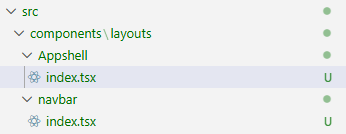 src
components\layouts
Appshell
index.tsx U
navbar
index.tsx U